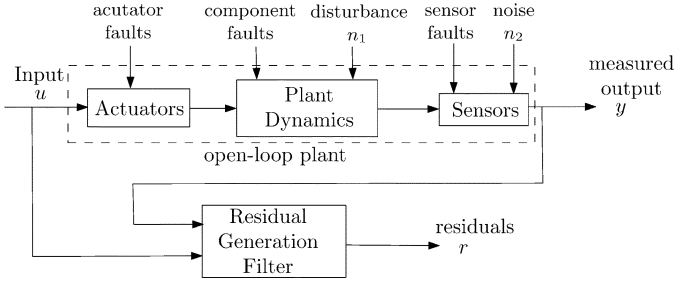 acutator
faults
component
faults
disturbance
n₁
sensor
faults
noise
n₂
Input
u
Actuators
Plant
Dynamics
Sensors
measured
output
y
open-loop plant
Residual
Generation
Filter
residuals
r